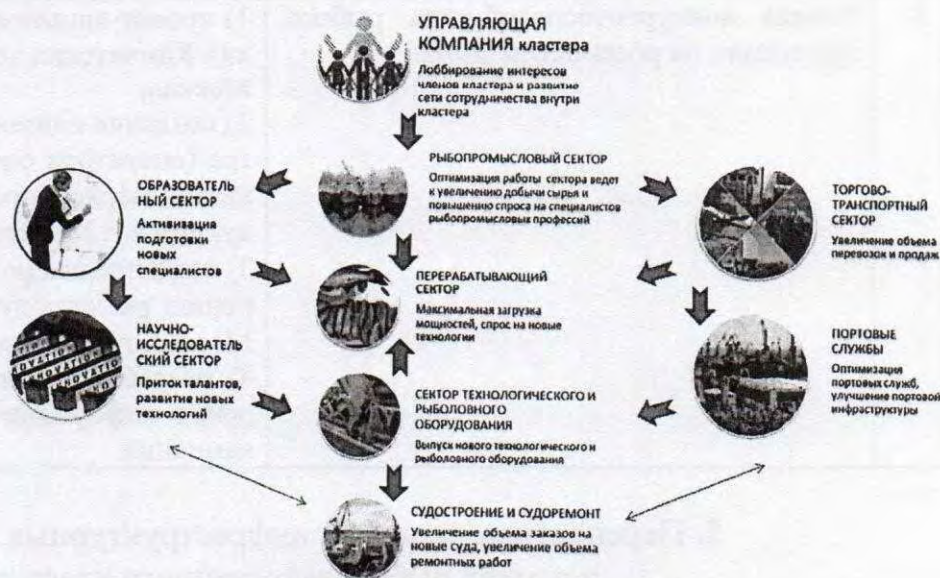 УПРАВЛЯЮЩАЯ
КОМПАНИЯ кластера
Лоббирование интересов
членов кластера и развитие
сети сотрудничества внутри
кластера
РЫБОПРОМЫСЛОВЫЙ СЕКТОР
Оптимизация работы сектора ведет
к увеличению добычи сырья и
повышению спроса на специалистов
рыбопромысловых профессий
ОБРАЗОВАТЕЛЬ
НЫЙ СЕКТОР
Активизация
подготовки
новых
специалистов
ТОРГОВО-
ТРАНСПОРТНЫЙ
СЕКТОР
Увеличение объема
перевозок и продаж
ПЕРЕРАБАТЫВАЮЩИЙ
СЕКТОР
Максимальная загрузка
мощностей, спрос на новые
технологии
НАУЧНО-
ИССЛЕДОВАТЕЛЬ
СКИЙ СЕКТОР
Приток талантов,
развитие новых
технологий
ПОРТОВЫЕ
СЛУЖБЫ
Оптимизация
портовых служб,
улучшение портовой
инфраструктуры
СЕКТОР ТЕХНОЛОГИЧЕСКОГО И
РЫБОЛОВНОГО
ОБОРУДОВАНИЯ
Выпуск нового технологического и
рыболовного оборудования
СУДОСТРОЕНИЕ И СУДОРЕМОНТ
Увеличение объема заказов на
новые суда, увеличение объема
ремонтных работ